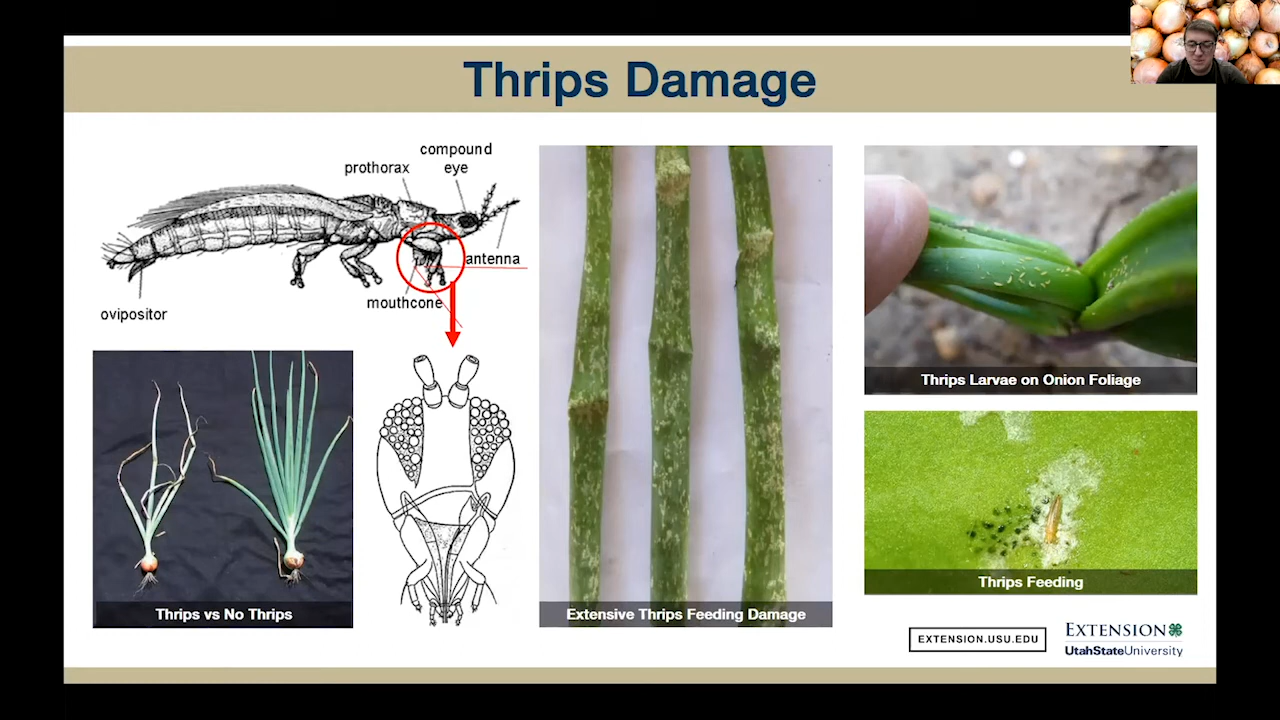 Thrips Damage
compound
eye
prothorax
antenna
mouthcone
ovipositor
Thrips vs No Thrips
Extensive Thrips Feeding Damage
Thrips Larvae on Onion Foliage
Thrips Feeding
EXTENSION.USU.EDU
EXTENSION
UtahStateUniversity